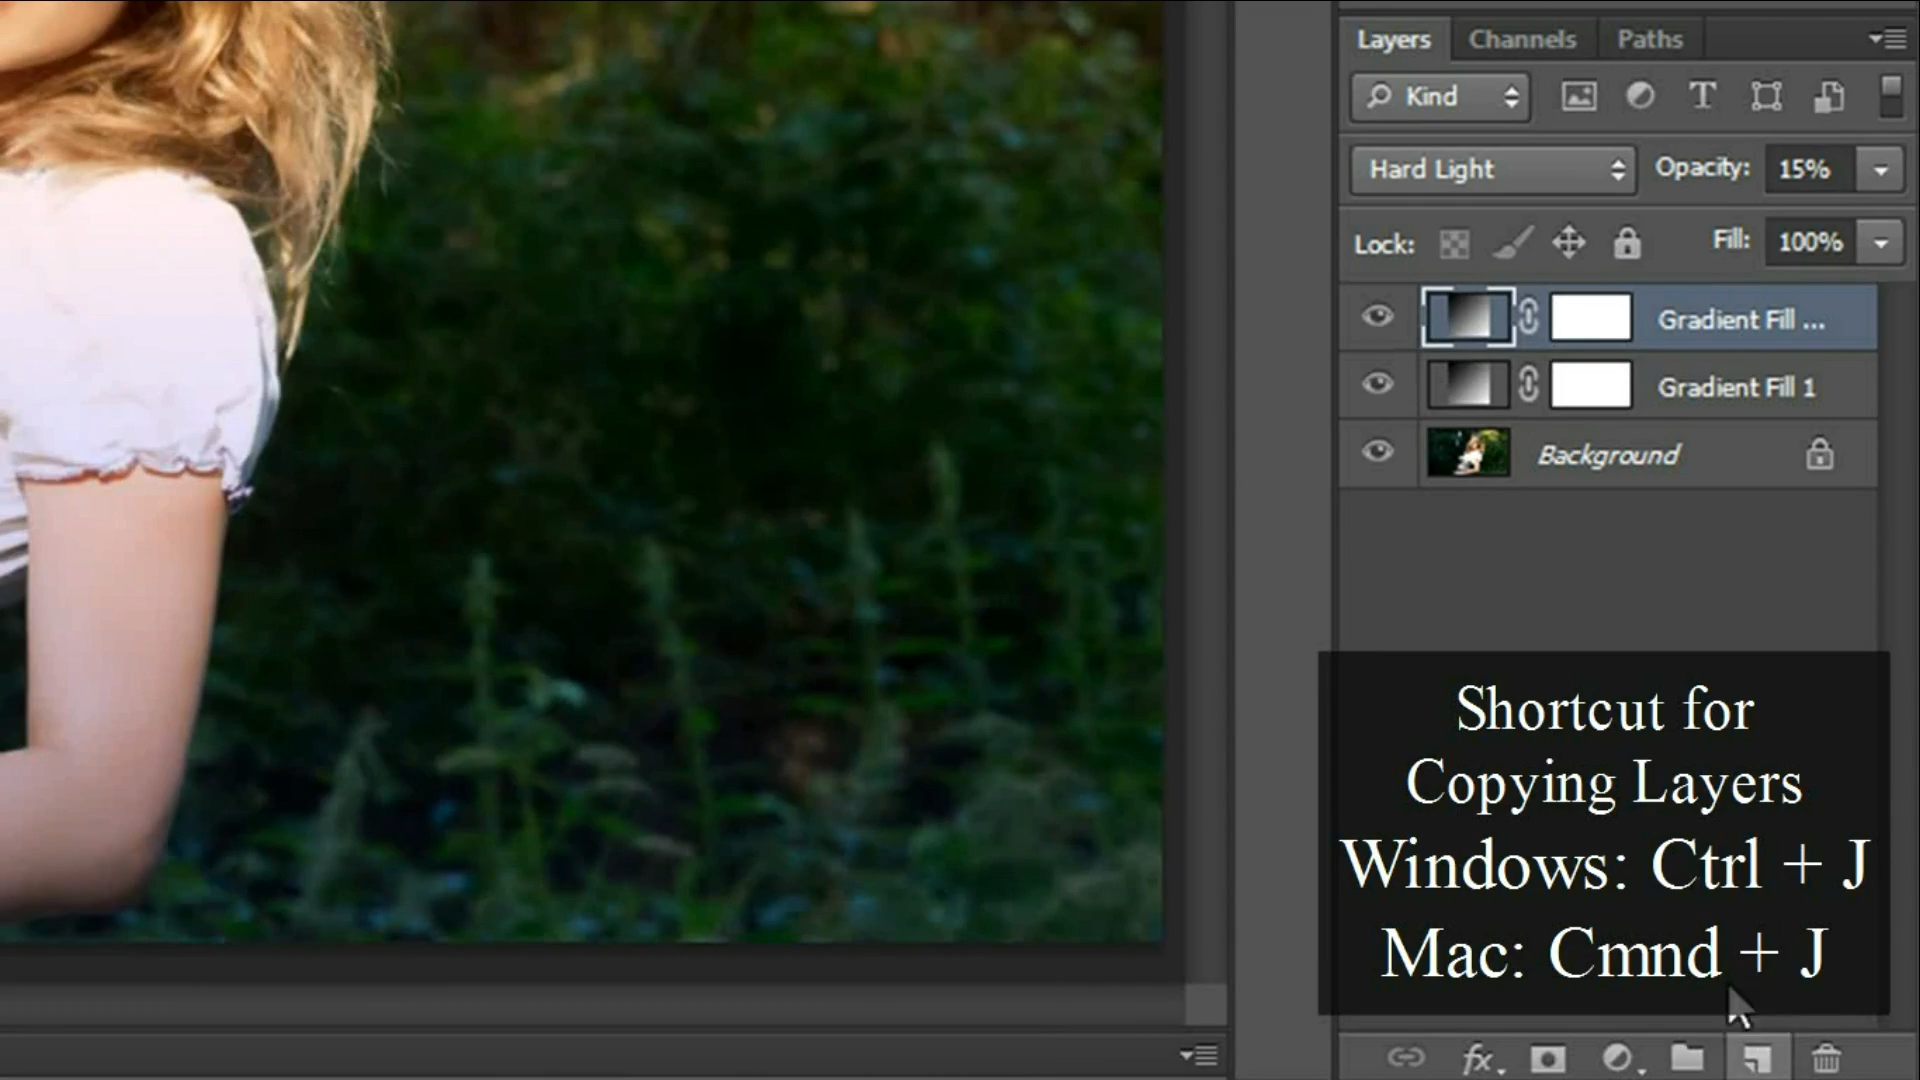 Layers Channels Paths
Kind T
Hard Light Opacity: 15%
Lock: Fill: 100%
Gradient Fill ...
Gradient Fill 1
Background
Shortcut for
Copying Layers
Windows: Ctrl + J
Mac: Cmnd + J
fx